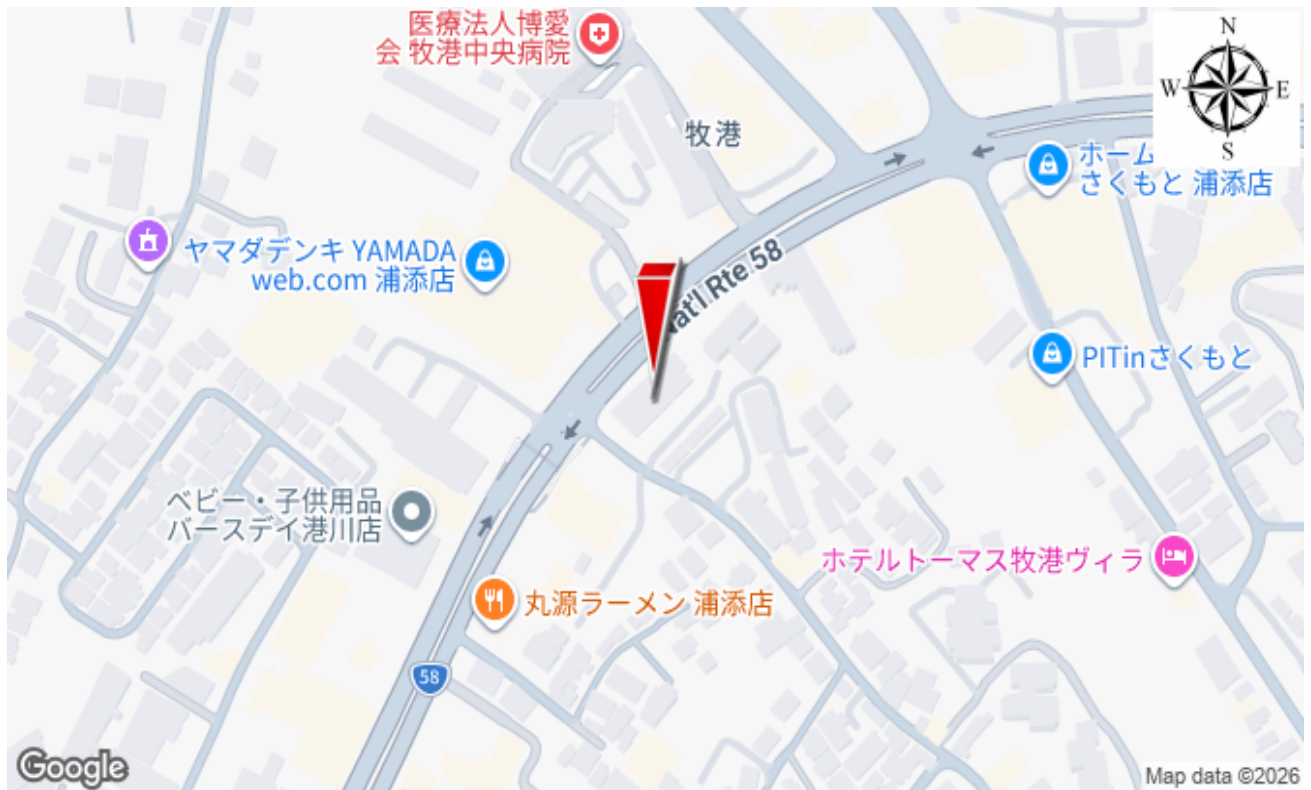 医療法人博愛
会 牧港中央病院
N
W
E
S
牧港
ホーム
さくもと 浦添店
ヤマダデンキ YAMADA
web.com 浦添店
Nat'l Rte 58
PITinさくもと
ベビー・子供用品
バースデイ港川店
ホテルトーマス牧港ヴィラ
丸源ラーメン 浦添店
58
Google
Map data ©2026